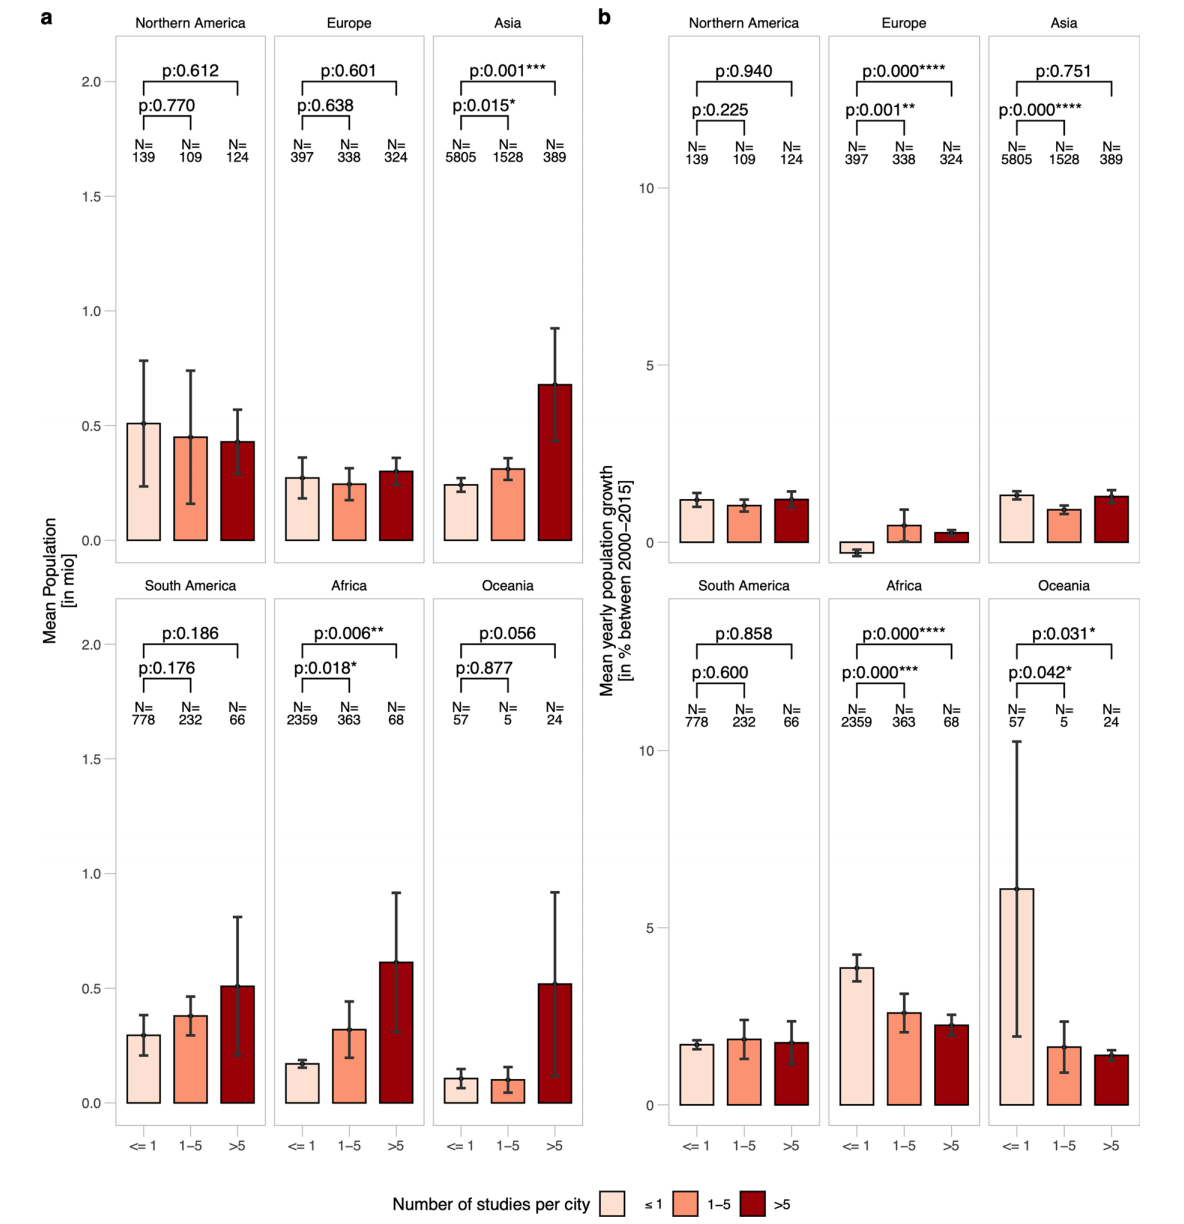 a
Northern America
Europe
Asia
p:0.612
p:0.770
N=
139
N=
109
N=
124
p:0.601
p:0.638
N=
397
N=
338
N=
324
p:0.001***
p:0.015*
N=
5805
N=
1528
N=
389
2.0
1.5
1.0
0.5
0.0
Mean Population
[in mio]
South America
Africa
Oceania
p:0.186
p:0.176
N=
778
N=
232
N=
66
p:0.006**
p:0.018*
N=
2359
N=
363
N=
68
p:0.056
p:0.877
N=
57
N=
5
N=
24
2.0
1.5
1.0
0.5
0.0
<= 1
1–5
>5
<= 1
1–5
>5
<= 1
1–5
>5
b
Northern America
Europe
Asia
p:0.940
p:0.225
N=
139
N=
109
N=
124
p:0.000****
p:0.001**
N=
397
N=
338
N=
324
p:0.751
p:0.000****
N=
5805
N=
1528
N=
389
10
5
0
Mean yearly population growth
[in % between 2000–2015]
South America
Africa
Oceania
p:0.858
p:0.600
N=
778
N=
232
N=
66
p:0.000****
p:0.000***
N=
2359
N=
363
N=
68
p:0.031*
p:0.042*
N=
57
N=
5
N=
24
10
5
0
<= 1
1–5
>5
<= 1
1–5
>5
<= 1
1–5
>5
Number of studies per city
≤ 1
1–5
>5